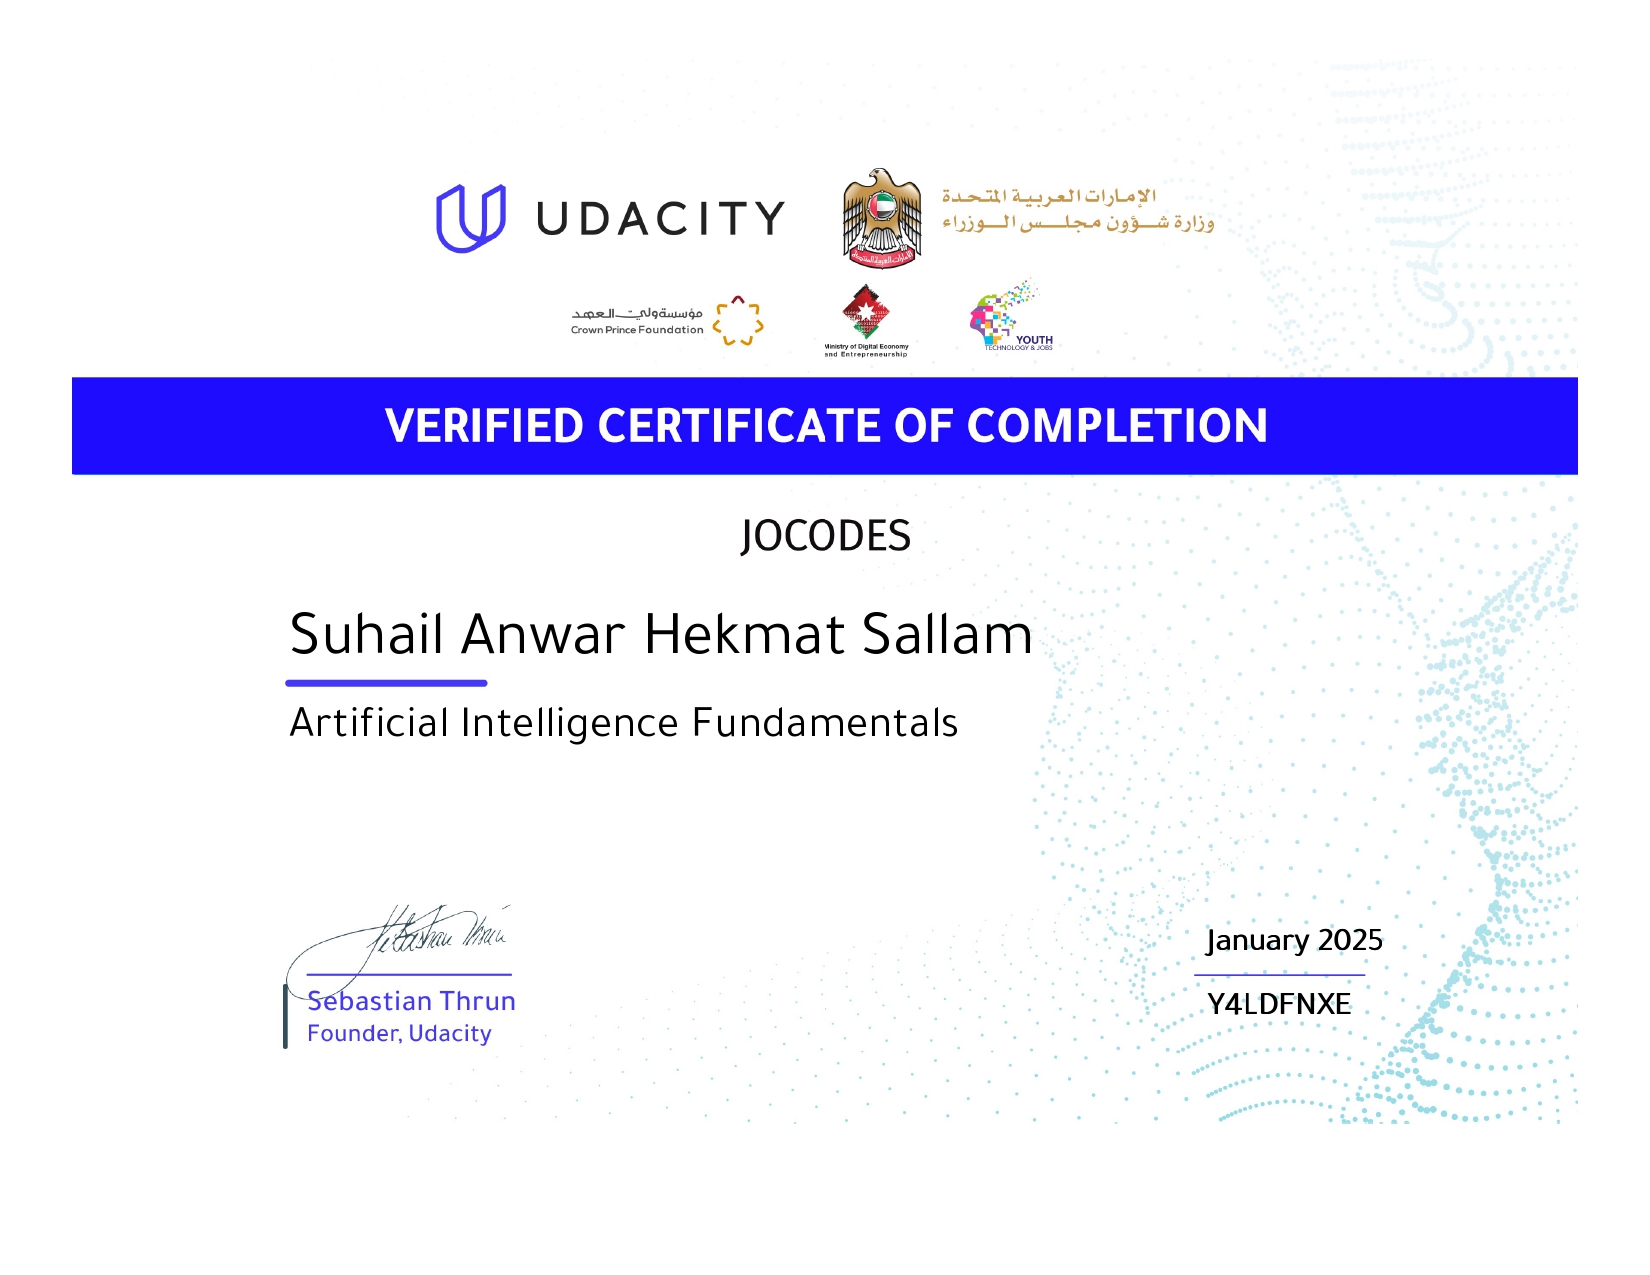 UDACITY
الإمارات العربية المتحدة
وزارة شؤون مجلس الوزراء
مؤسسة ولي العهد
Crown Prince Foundation
Ministry of Digital Economy
and Entrepreneurship
YOUTH
TECHNOLOGY & JOBS
VERIFIED CERTIFICATE OF COMPLETION
JOCODES
Suhail Anwar Hekmat Sallam
Artificial Intelligence Fundamentals
Sebastian Thrun
January 2025
Sebastian Thrun
Founder, Udacity
Y4LDFNXE